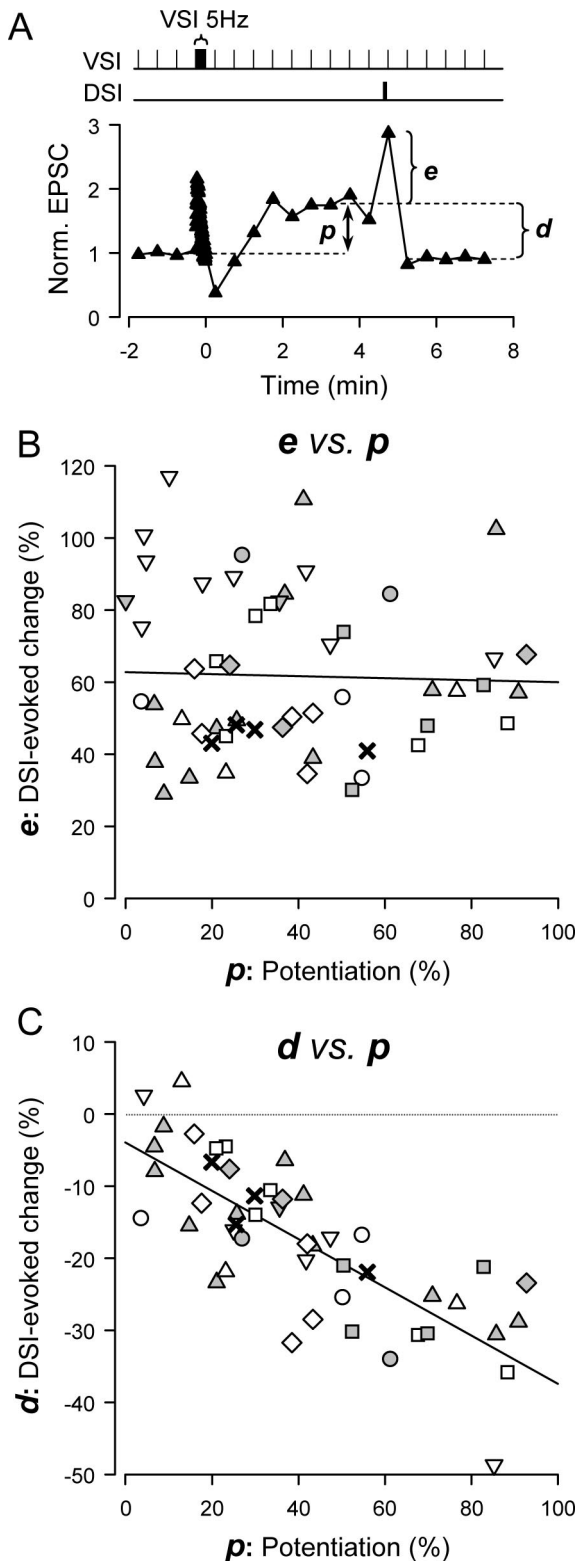 A
VSI 5Hz
VSI
DSI
Norm. EPSC
3
2
1
0
e
p
d
-2
0
2
4
6
8
Time (min)
B
e vs. p
e: DSI-evoked change (%)
120
100
80
60
40
20
0
0
20
40
60
80
100
p: Potentiation (%)
C
d vs. p
d: DSI-evoked change (%)
10
0
-10
-20
-30
-40
-50
0
20
40
60
80
100
p: Potentiation (%)